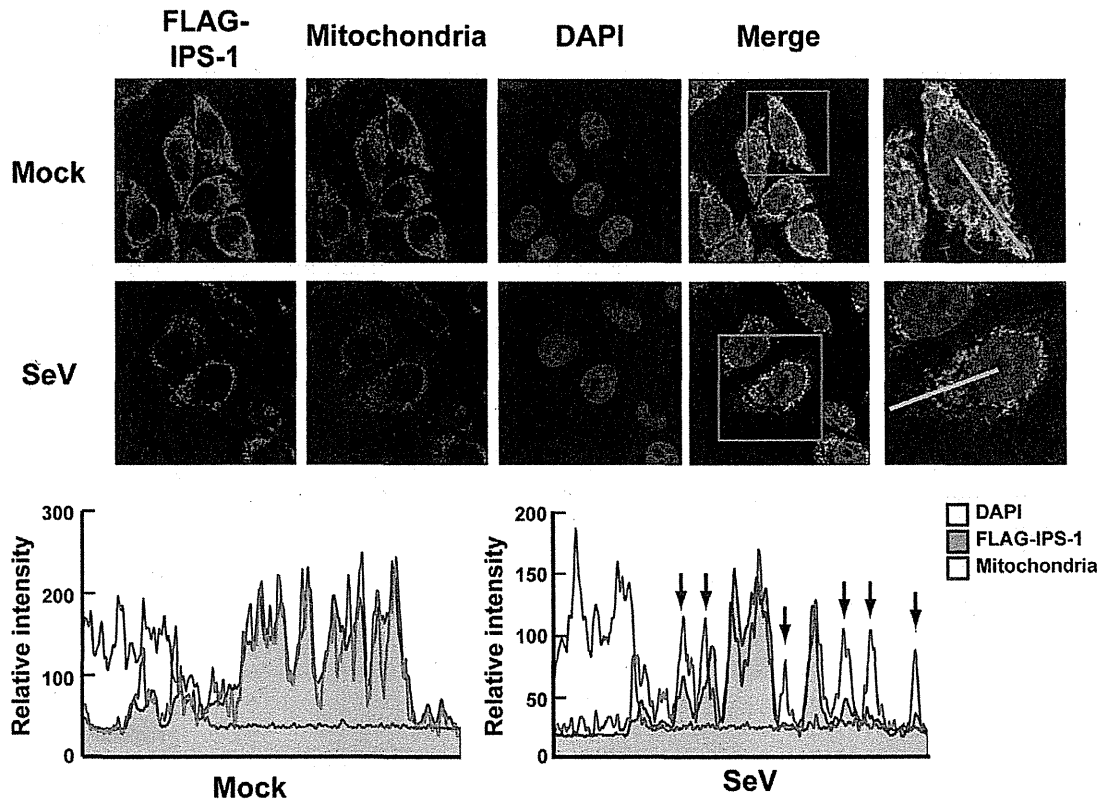 FLAG-
IPS-1
Mitochondria
DAPI
Merge
Mock
SeV
Relative intensity
300
200
100
0
Mock
Relative intensity
200
150
100
50
0
SeV
DAPI
FLAG-IPS-1
Mitochondria